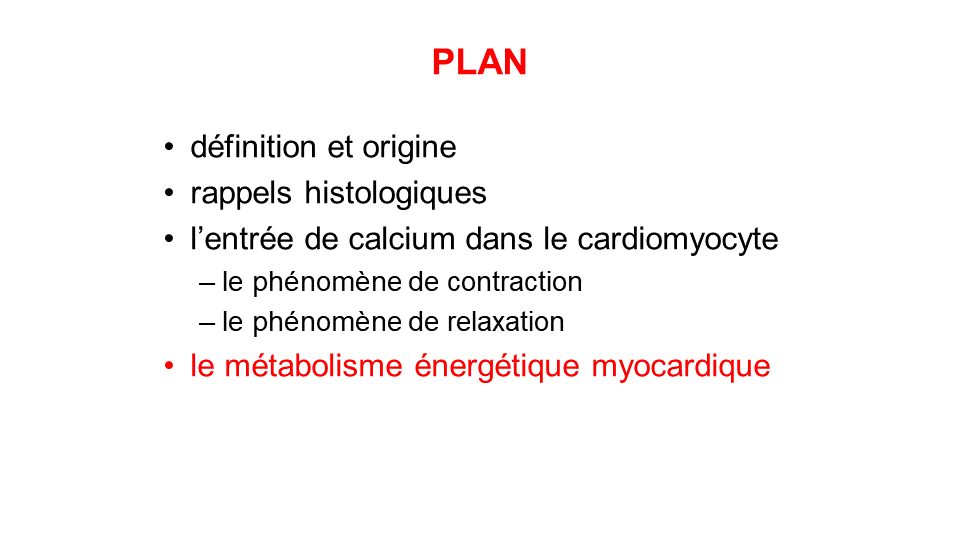 PLAN
• définition et origine
• rappels histologiques
• l’entrée de calcium dans le cardiomyocyte
– le phénomène de contraction
– le phénomène de relaxation
• le métabolisme énergétique myocardique